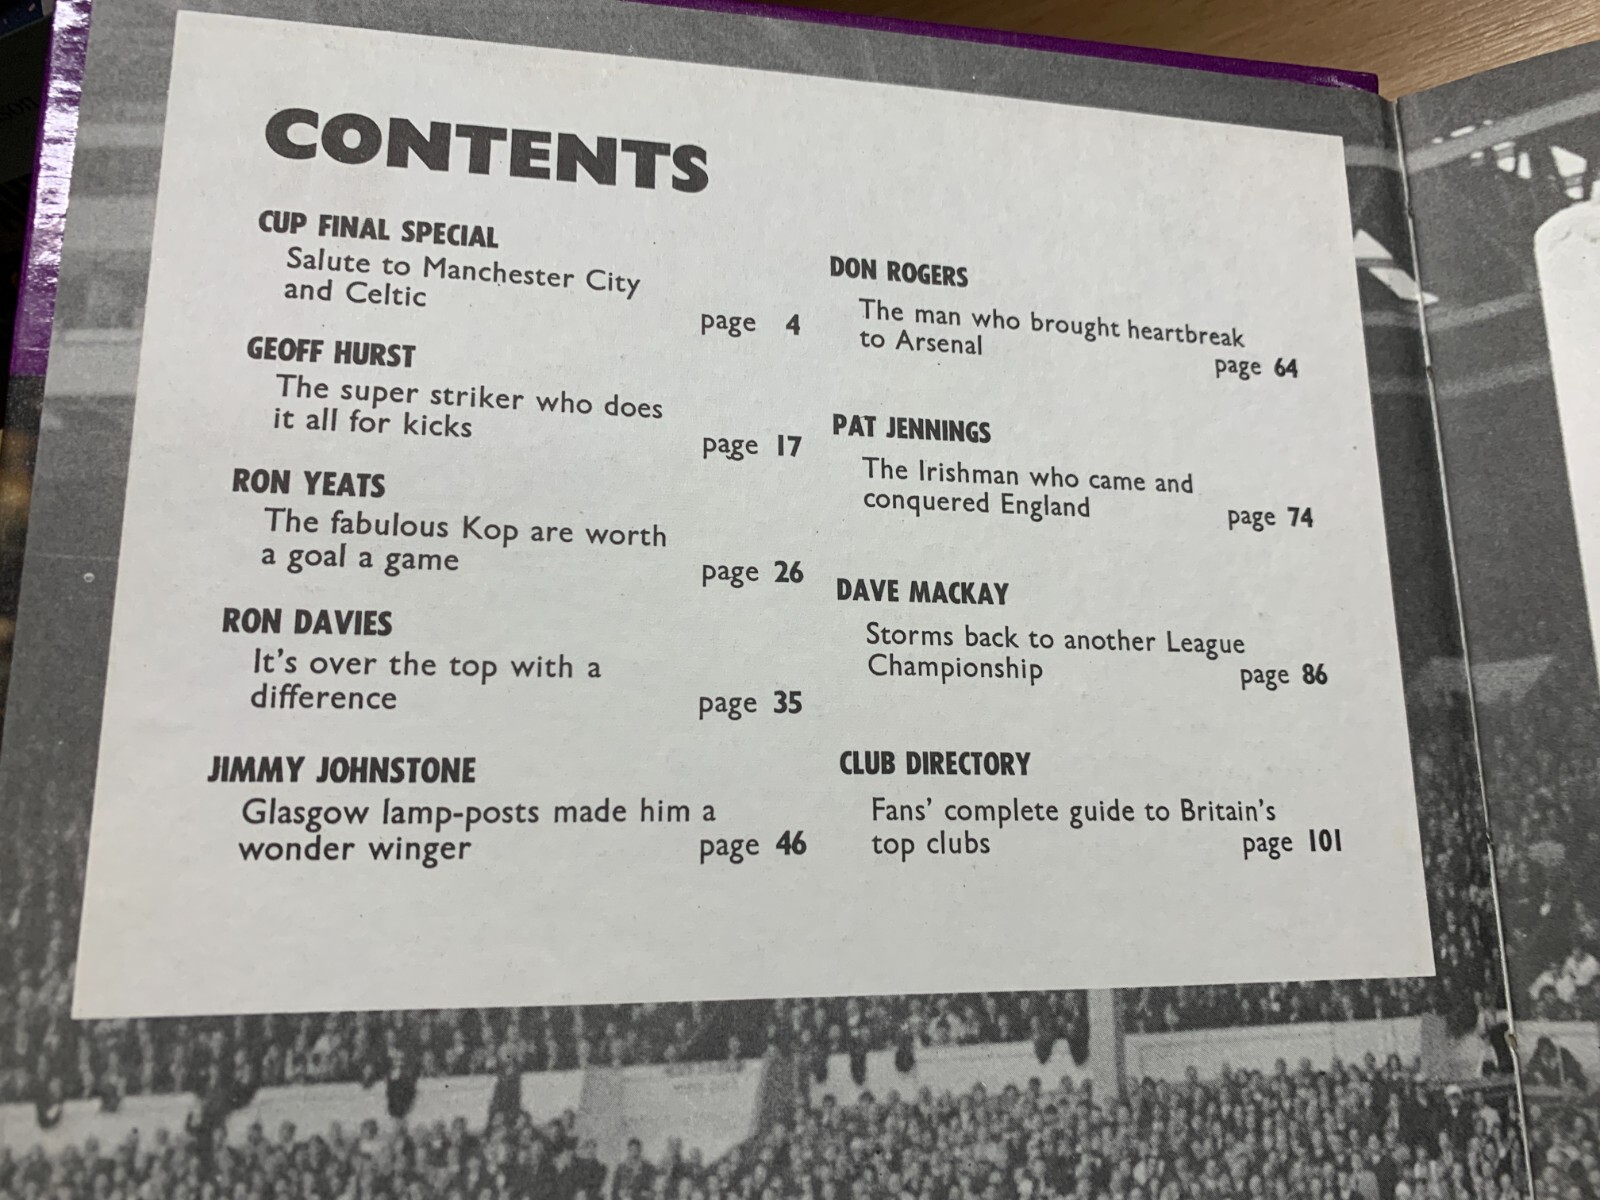 CONTENTS
CUP FINAL SPECIAL
Salute to Manchester City
and Celtic
page 4
GEOFF HURST
The super striker who does
it all for kicks
page 17
RON YEATS
The fabulous Kop are worth
a goal a game
page 26
RON DAVIES
It's over the top with a
difference
page 35
JIMMY JOHNSTONE
Glasgow lamp-posts made him a
wonder winger
page 46
DON ROGERS
The man who brought heartbreak
to Arsenal
page 64
PAT JENNINGS
The Irishman who came and
conquered England
page 74
DAVE MACKAY
Storms back to another League
Championship
page 86
CLUB DIRECTORY
Fans' complete guide to Britain's
top clubs
page 101